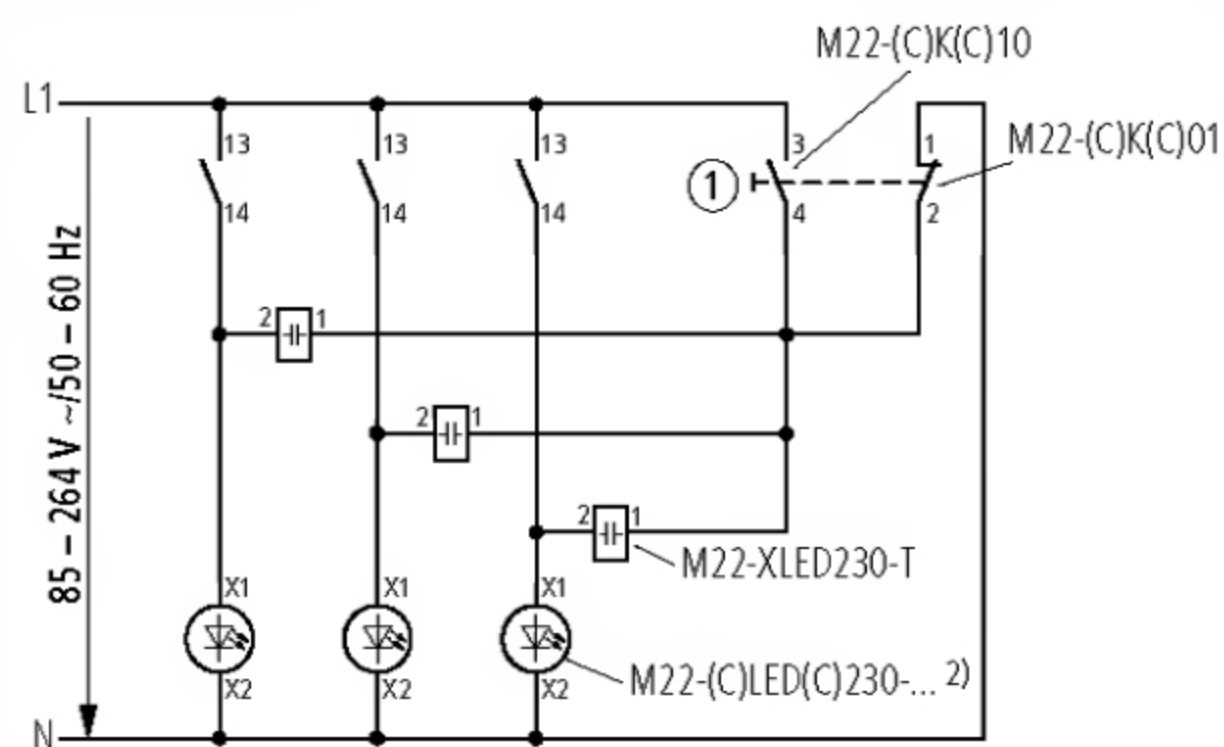 M22-(C)K(C)10
L1
M22-(C)K(C)01
13
13
13
3
1
1
14
14
14
4
2
85 – 264 V ~/50 – 60 Hz
2
1
2
1
2
1
M22-XLED230-T
X1
X1
X1
M22-(C)LED(C)230-... 2)
X2
X2
X2
N